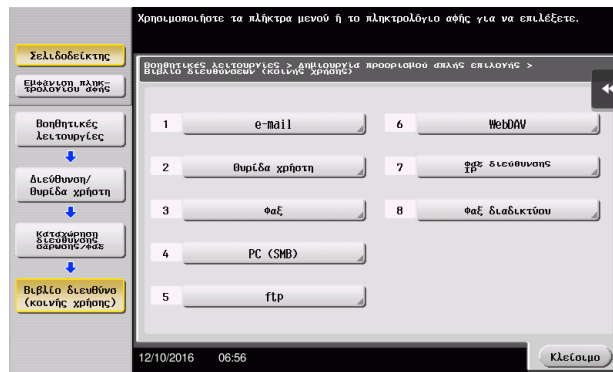 Χρησιμοποιήστε τα πλήκτρα μενού ή το πληκτρολόγιο αφής για να επιλέξετε.
Σελιδοδείκτης
Εμφάνιση πληκ-
τρολογίου αφής
Βοηθητικές λειτουργίες > Δημιουργία προορισμού απλής επιλογής >
Βιβλίο διευθύνσεων (κοινής χρήσης)
Βοηθητικές
λειτουργίες
Διεύθυνση/
Θυρίδα χρήστη
Καταχώρηση
διεύθυνσης
σάρωσης/φαξ
Βιβλίο διευθύνσ
(κοινής χρήσης)
1 e-mail
2 Θυρίδα χρήστη
3 Φαξ
4 PC (SMB)
5 ftp
6 WebDAV
7 Φαξ διεύθυνσης
IP
8 Φαξ διαδικτύου
12/10/2016 06:56
Κλείσιμο